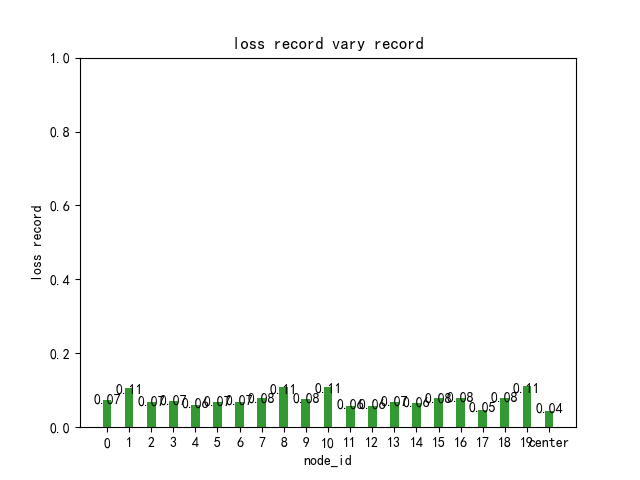 loss record vary record
loss record
1.0
0.8
0.6
0.4
0.2
0.0
0.07 0.11 0.07 0.07 0.06 0.07 0.07 0.08 0.11 0.08 0.11 0.06 0.06 0.07 0.06 0.08 0.08 0.05 0.08 0.11 0.04
0 1 2 3 4 5 6 7 8 9 10 11 12 13 14 15 16 17 18 19 center
node_id